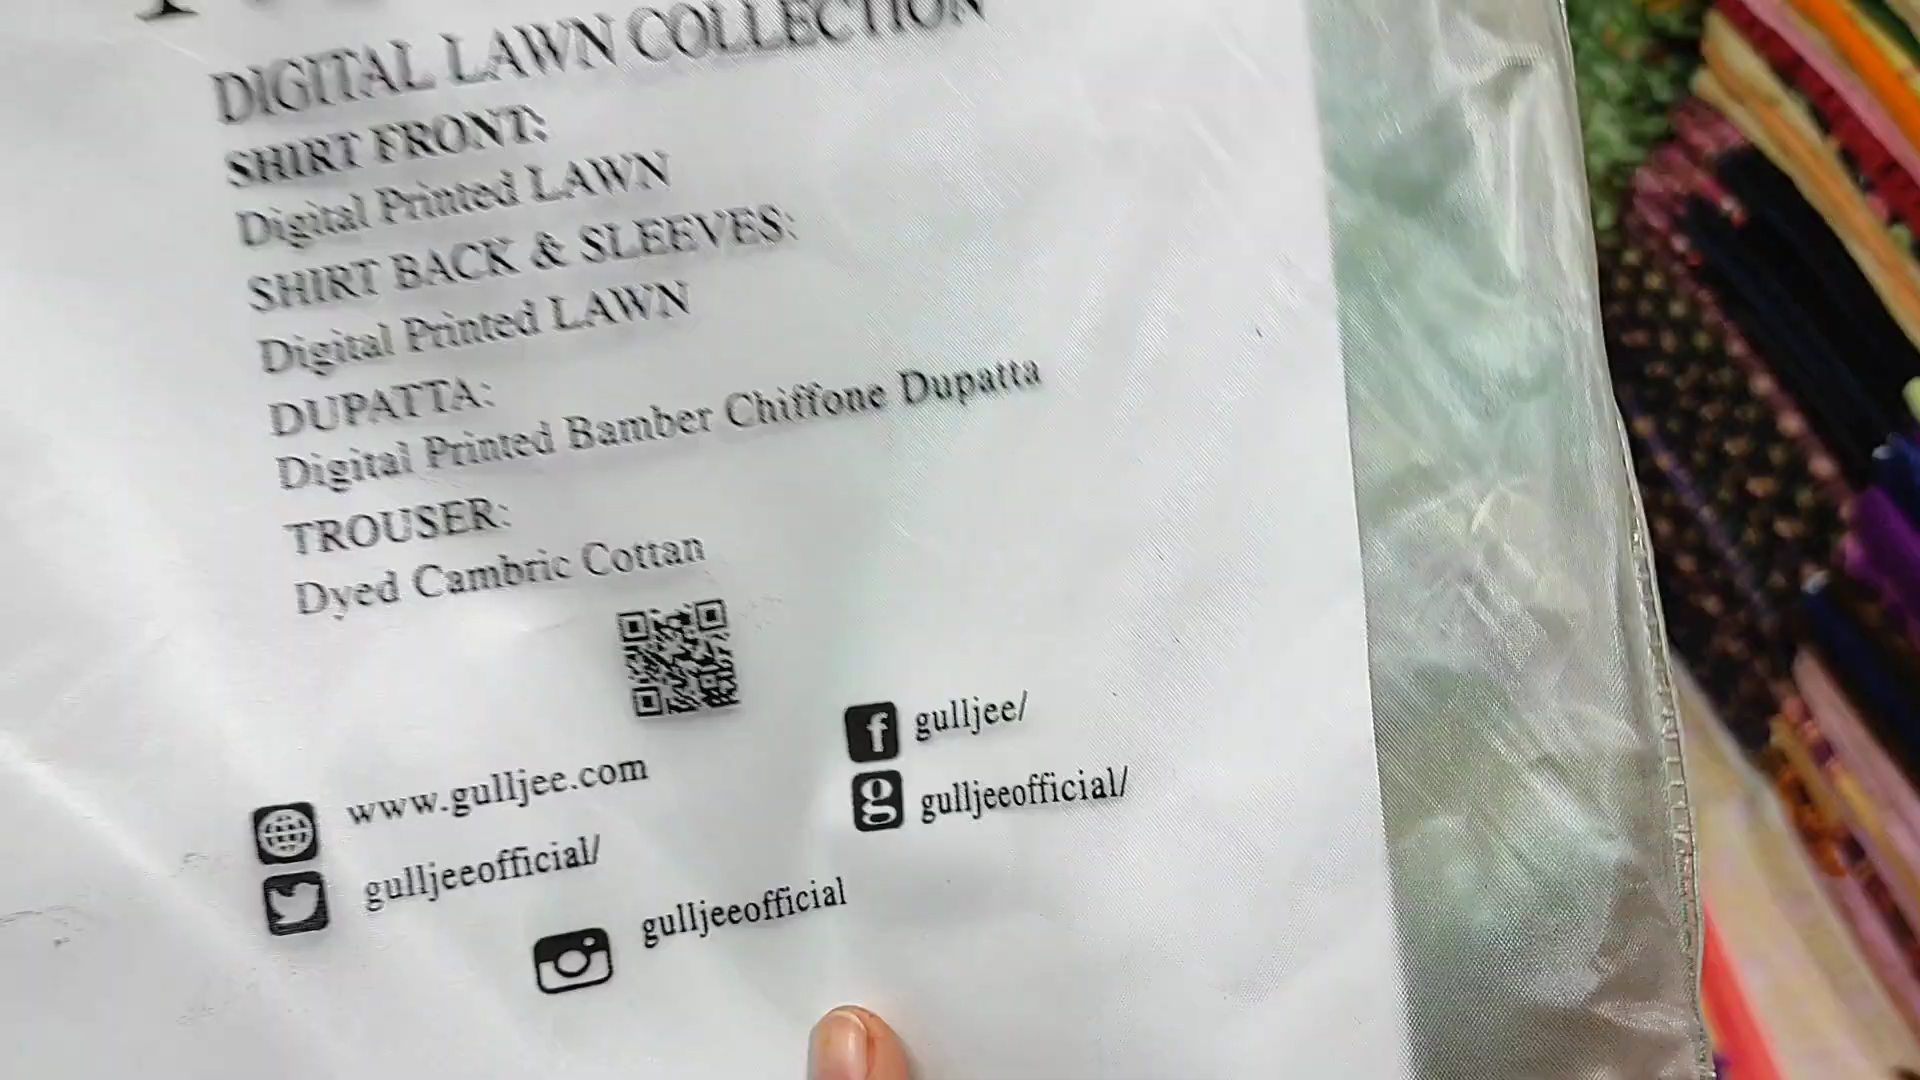 DIGITAL LAWN COLLECTION
SHIRT FRONT:
Digital Printed LAWN
SHIRT BACK & SLEEVES:
Digital Printed LAWN
DUPATTA:
Digital Printed Bamber Chiffone Dupatta
TROUSER:
Dyed Cambric Cottan
www.gulljee.com
gulljee/
gulljeeofficial/
gulljeeofficial/
gulljeeofficial